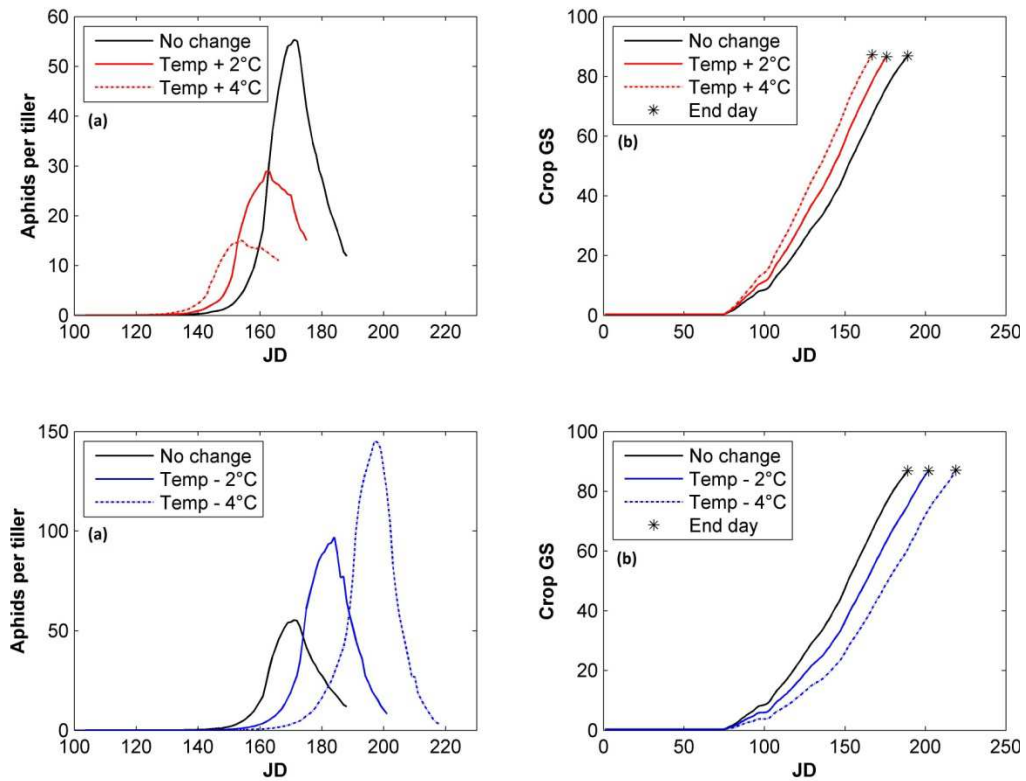 No change
Temp + 2°C
Temp + 4°C
(a)
Aphids per tiller
60
50
40
30
20
10
0
100 120 140 160 180 200 220
JD
No change
Temp + 2°C
Temp + 4°C
End day
(b)
Crop GS
100
80
60
40
20
0
0 50 100 150 200 250
JD
No change
Temp - 2°C
Temp - 4°C
(a)
Aphids per tiller
150
100
50
0
100 120 140 160 180 200 220
JD
No change
Temp - 2°C
Temp - 4°C
End day
(b)
Crop GS
100
80
60
40
20
0
0 50 100 150 200 250
JD